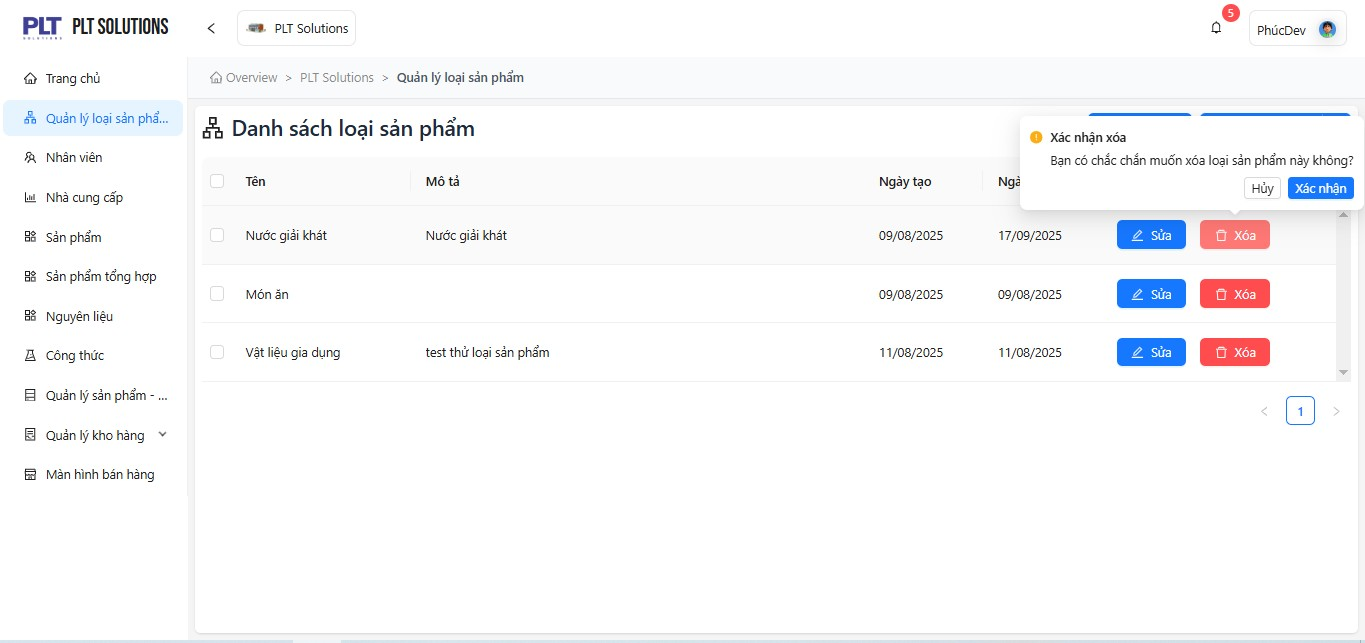 PLT
SOLUTIONS
PLT SOLUTIONS
PLT Solutions
5
PhúcDev
Trang chủ
Quản lý loại sản phẩ...
Nhân viên
Nhà cung cấp
Sản phẩm
Sản phẩm tổng hợp
Nguyên liệu
Công thức
Quản lý sản phẩm - ...
Quản lý kho hàng
Màn hình bán hàng
Overview > PLT Solutions > Quản lý loại sản phẩm
Danh sách loại sản phẩm
Xác nhận xóa
Bạn có chắc chắn muốn xóa loại sản phẩm này không?
Hủy Xác nhận
Tên Mô tả Ngày tạo
Nước giải khát Nước giải khát 09/08/2025 17/09/2025 Sửa Xóa
Món ăn 09/08/2025 09/08/2025 Sửa Xóa
Vật liệu gia dụng test thử loại sản phẩm 11/08/2025 11/08/2025 Sửa Xóa
< 1 >